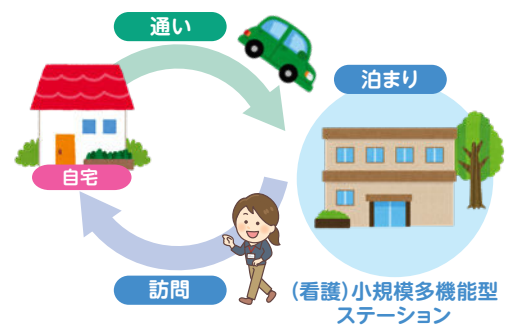 通い
泊まり
自宅
訪問
（看護）小規模多機能型
ステーション